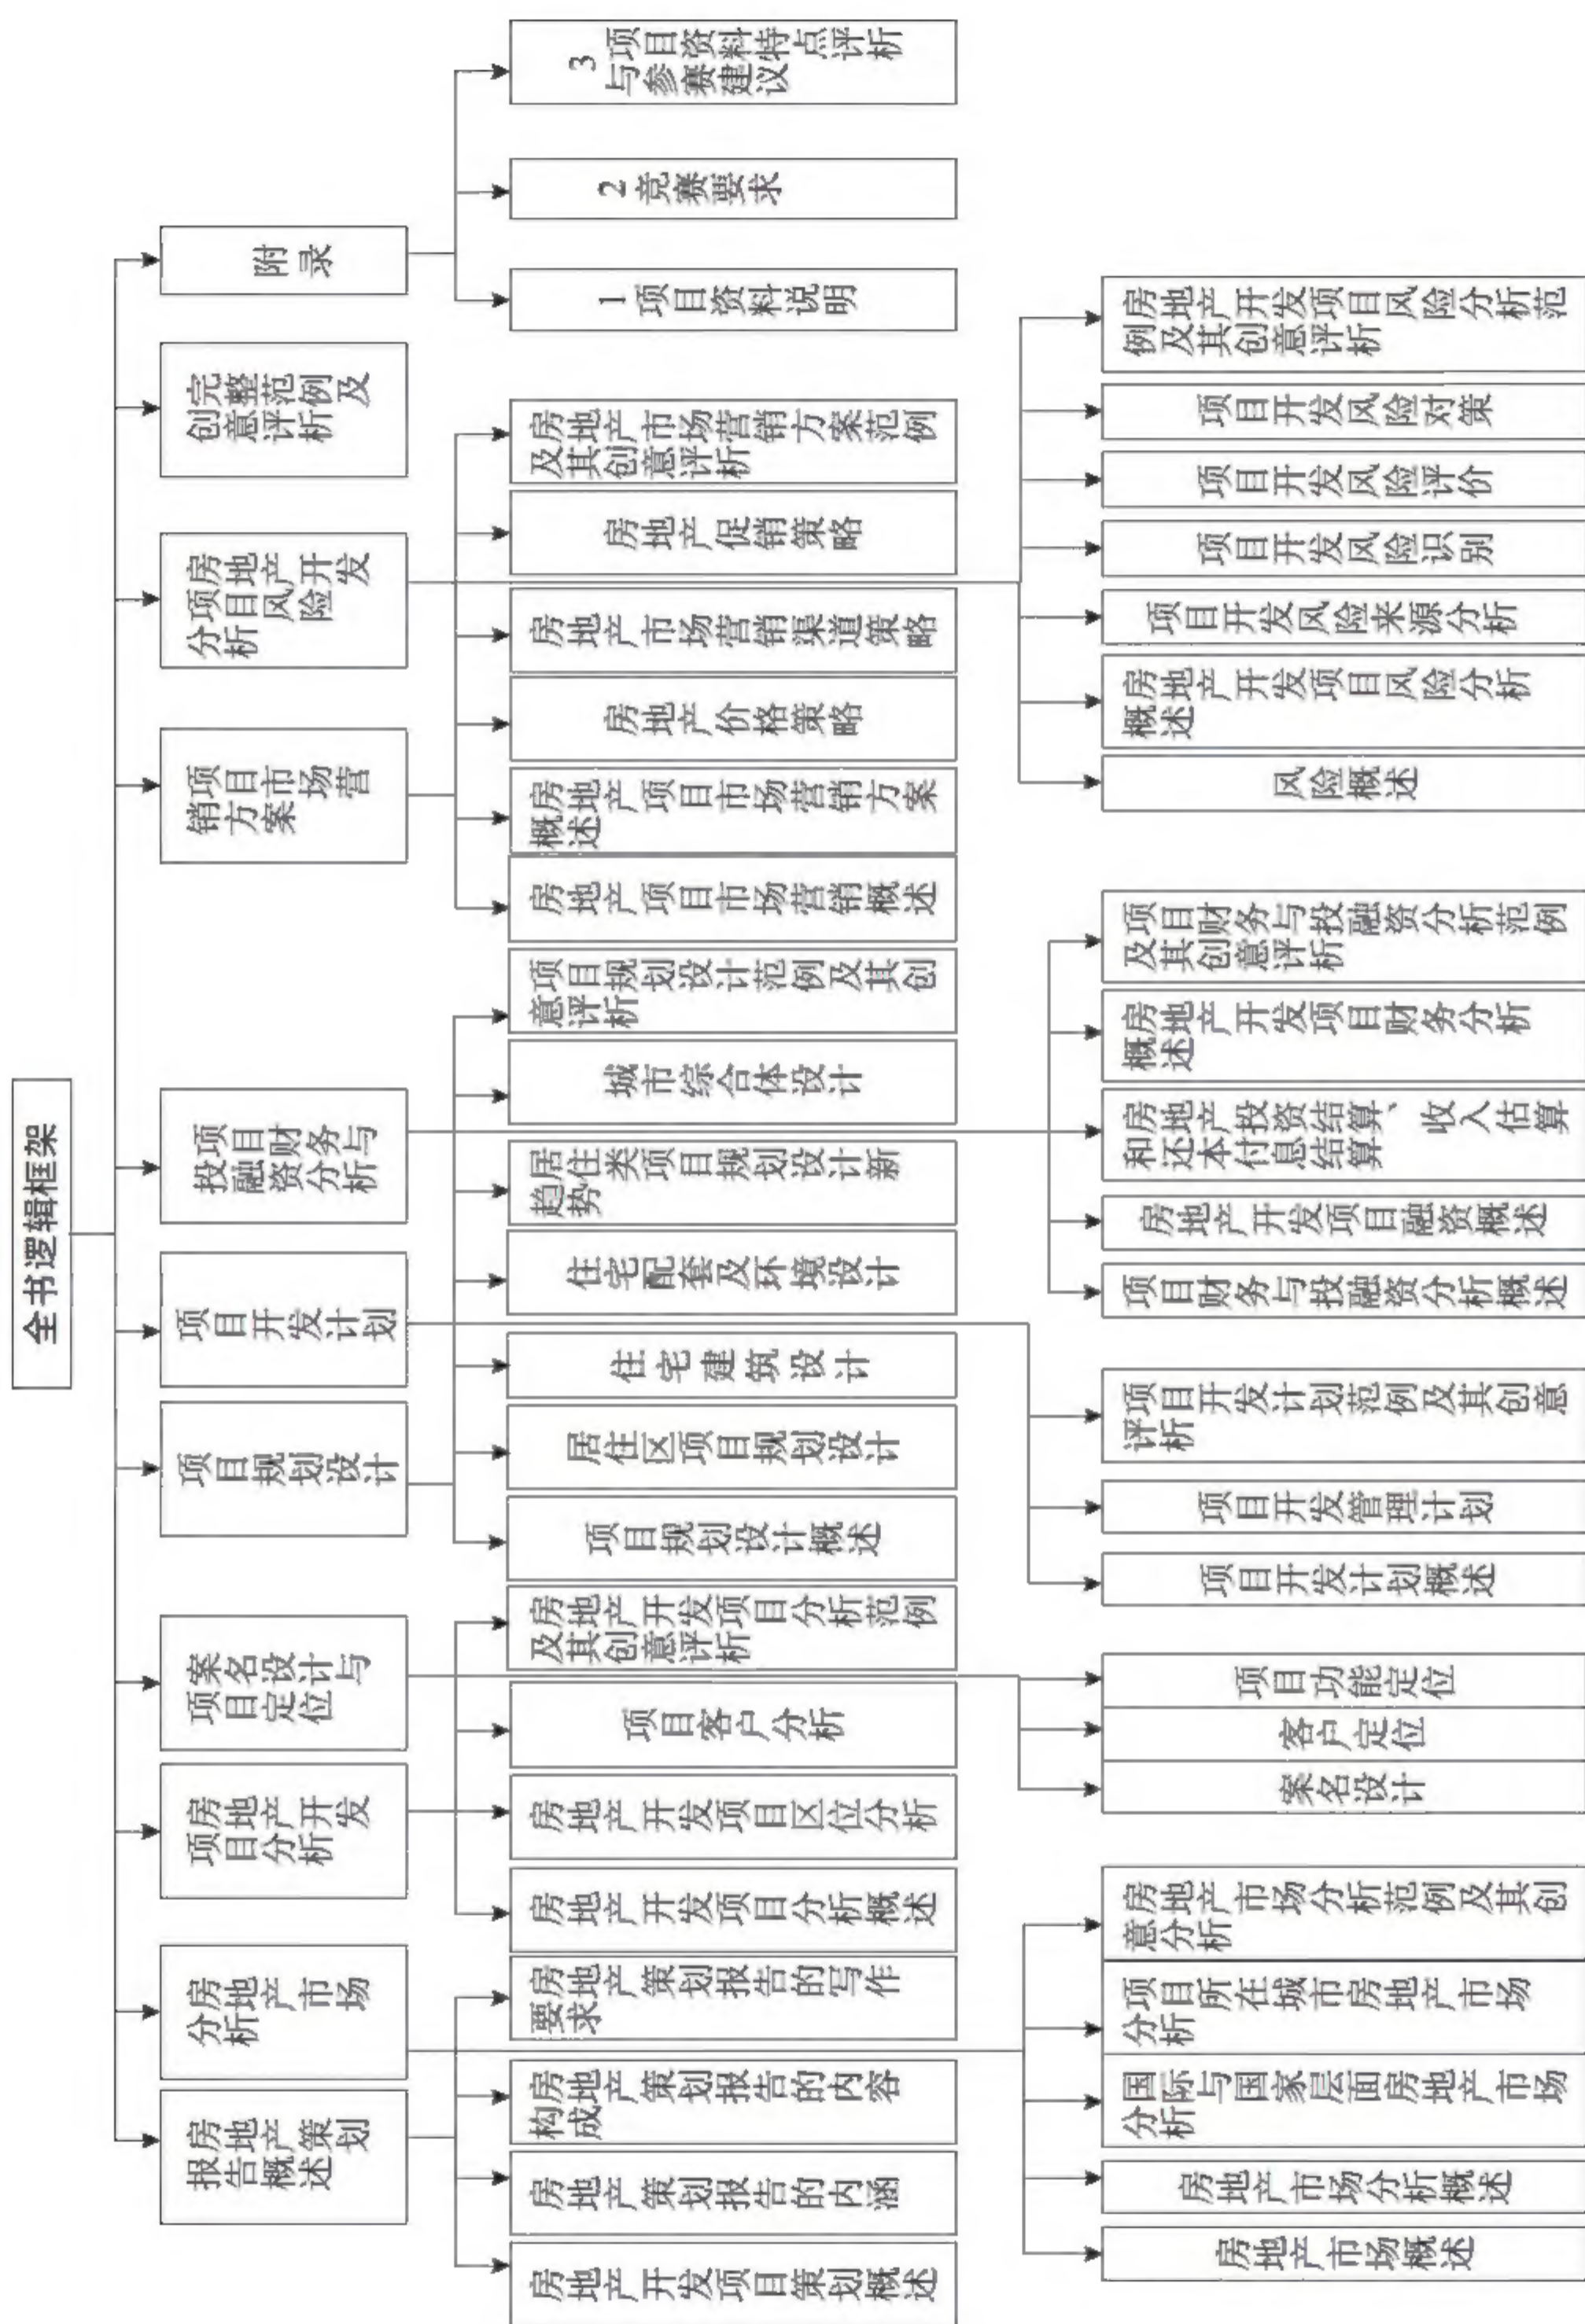 全书逻辑框架
房地产策划
报告概述
房地产市场
分析
房地产开发
项目分析
案名设计与
项目定位
项目规划设计
项目开发计划
项目财务与
投融资分析
项目市场营
销方案
房地产开发
项目风险
分析
完整范例及
创意评析
附录
房地产开发项目策划概述
房地产策划报告的内涵
房地产策划报告的内容
构成
房地产策划报告的写作
要求
房地产开发项目分析概述
房地产开发项目区位分析
项目客户分析
房地产开发项目分析范例
及其创意评析
项目规划设计概述
居住区项目规划设计
住宅建筑设计
住宅配套及环境设计
居住类项目规划设计新
趋势
城市综合体设计
项目规划设计范例及其创
意评析
房地产项目市场营销概述
房地产项目市场营销方案
概述
房地产价格策略
房地产市场营销渠道策略
房地产促销策略
房地产市场营销方案范例
及其创意评析
1 项目资料说明
2 竞赛要求
3 项目资料特点评析
与参赛建议
房地产市场概述
房地产市场分析概述
国际与国家层面房地产市场
分析
项目所在城市房地产市场
分析
房地产市场分析范例及其创
意分析
案名设计
客户定位
项目功能定位
项目开发计划概述
项目开发管理计划
项目开发计划范例及其创意
评析
项目财务与投融资分析概述
房地产开发项目融资概述
房地产投资结算、收入估算
和还本付息结算
房地产开发项目财务分析
概述
项目财务与投融资分析范例
及其创意评析
风险概述
房地产开发项目风险分析
概述
项目开发风险来源分析
项目开发风险识别
项目开发风险评价
项目开发风险对策
房地产开发项目风险分析范
例及其创意评析